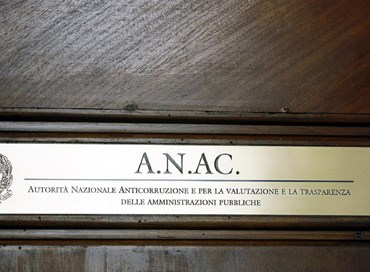 A.N.AC.
AUTORITÀ NAZIONALE ANTICORRUZIONE E PER LA VALUTAZIONE E LA TRASPARENZA
DELLE AMMINISTRAZIONI PUBBLICHE